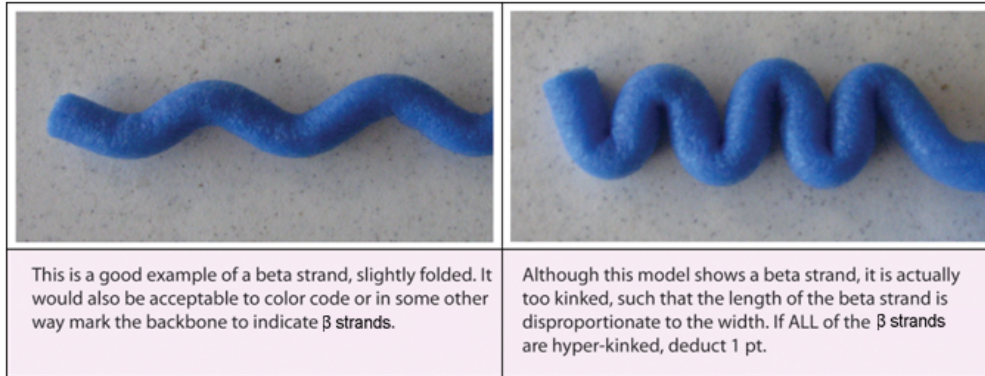 This is a good example of a beta strand, slightly folded. It
would also be acceptable to color code or in some other
way mark the backbone to indicate β strands.
Although this model shows a beta strand, it is actually
too kinked, such that the length of the beta strand is
disproportionate to the width. If ALL of the β strands
are hyper-kinked, deduct 1 pt.